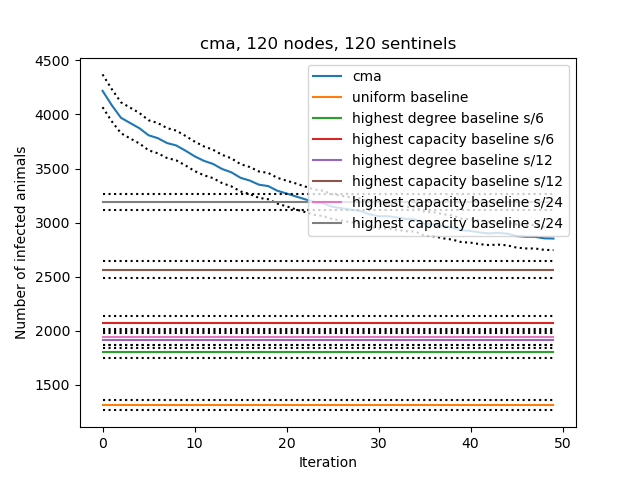 cma, 120 nodes, 120 sentinels
4500
4000
3500
3000
2500
2000
1500
Number of infected animals
cma
uniform baseline
highest degree baseline s/6
highest capacity baseline s/6
highest degree baseline s/12
highest capacity baseline s/12
highest capacity baseline s/24
highest capacity baseline s/24
0 10 20 30 40 50
Iteration